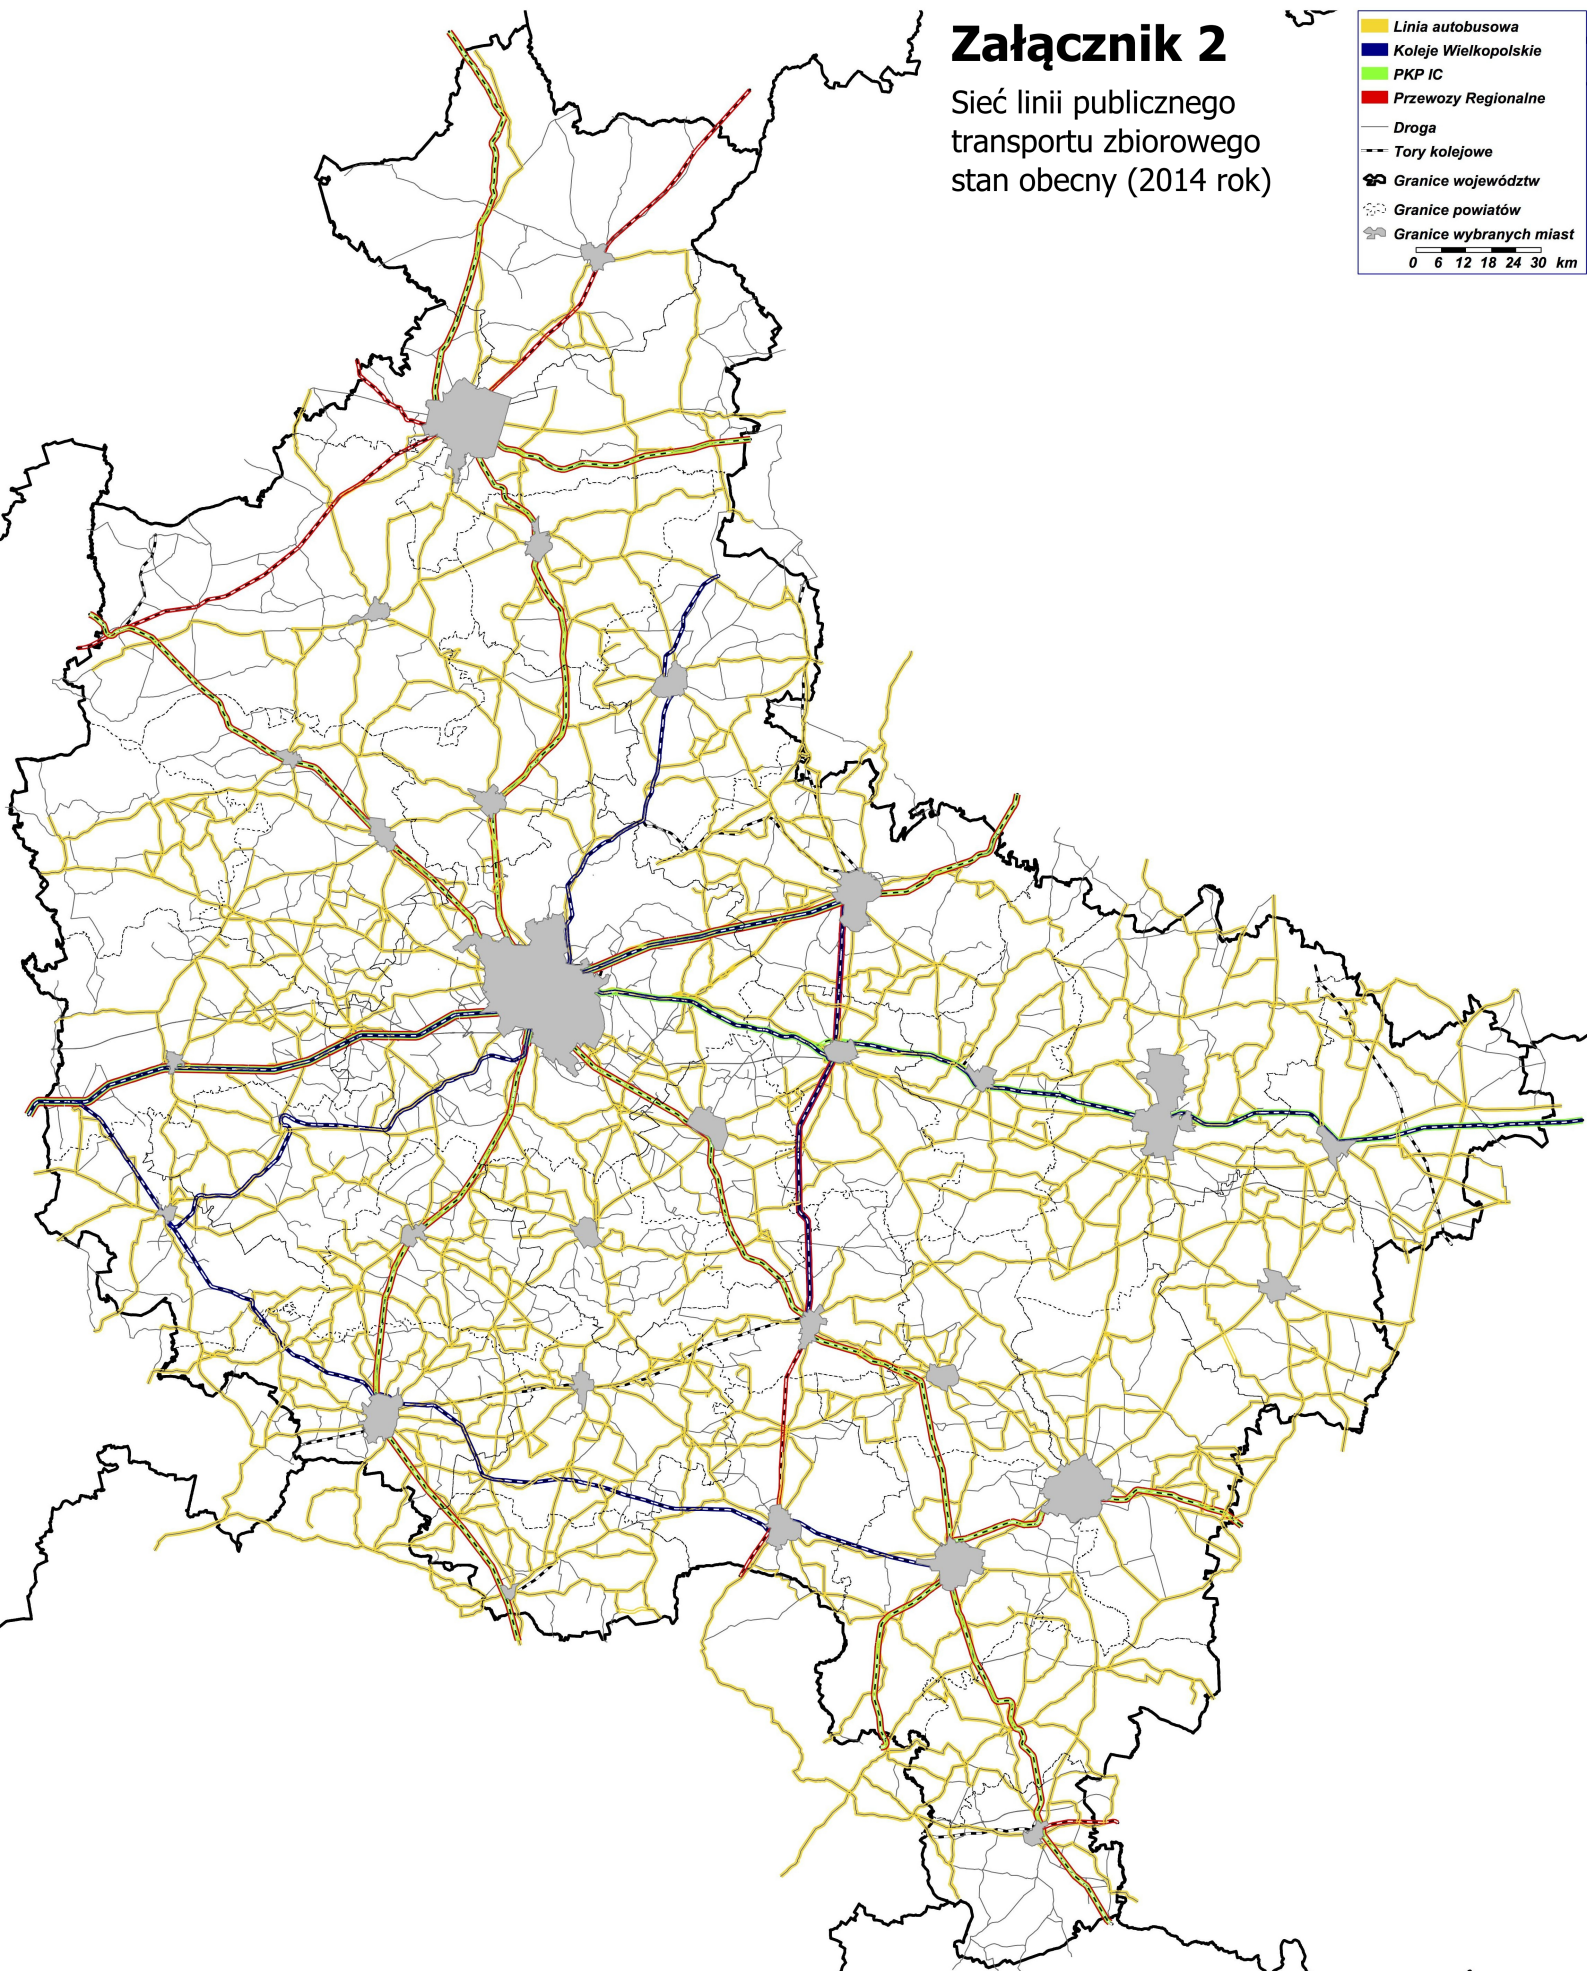 Załącznik 2
Sieć linii publicznego
transportu zbiorowego
stan obecny (2014 rok)
Linia autobusowa
Koleje Wielkopolskie
PKP IC
Przewozy Regionalne
Droga
Tory kolejowe
Granice województw
Granice powiatów
Granice wybranych miast
0 6 12 18 24 30 km